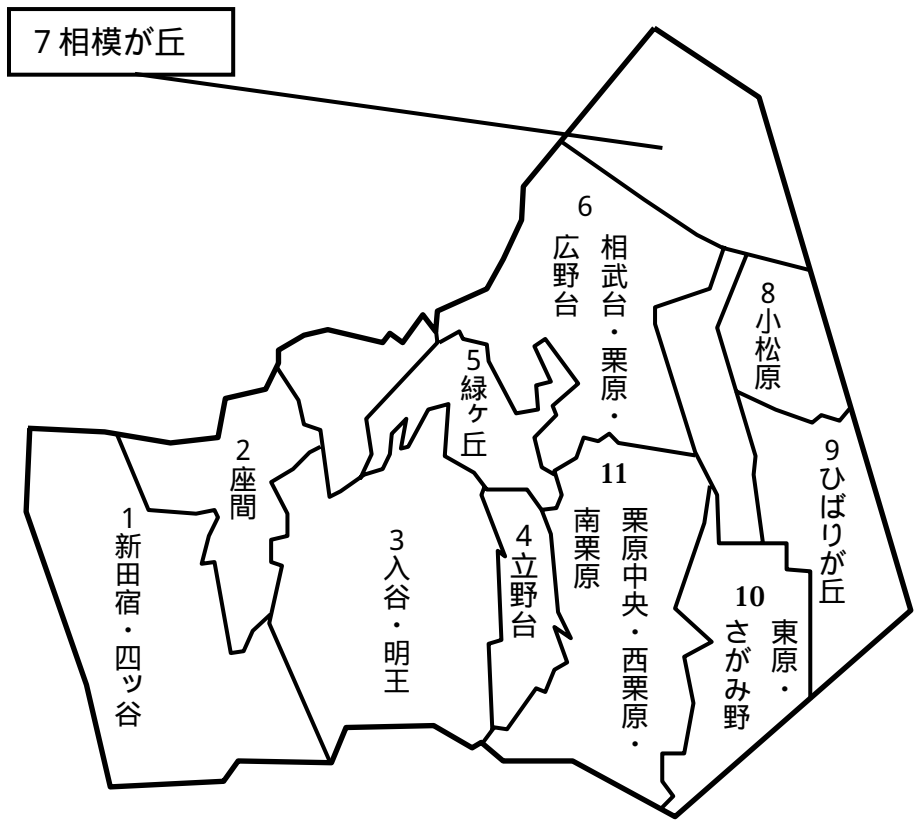 7 相模が丘
6
相武台・栗原・
広野台
8
小松原
5
緑ヶ丘
9
ひばりが丘
2
座間
11
栗原中央・西栗原・
南栗原
1
新田宿・四ッ谷
3
入谷・明王
4
立野台
10
東原・
さがみ野